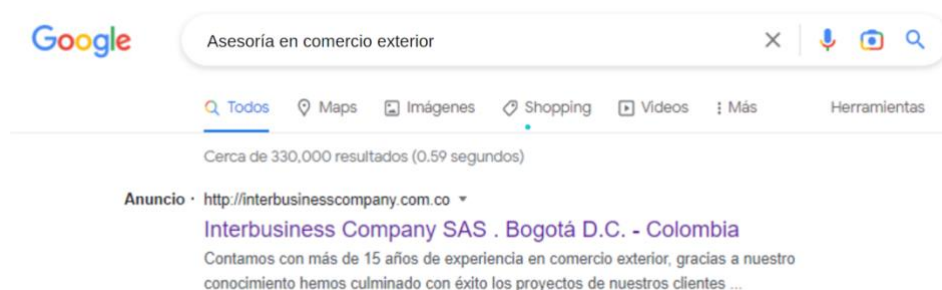 Google
Asesoría en comercio exterior
Todos Maps Imágenes Shopping Videos Más Herramientas
Cerca de 330,000 resultados (0.59 segundos)
Anuncio · http://interbusinesscompany.com.co
Interbusiness Company SAS . Bogotá D.C. - Colombia
Contamos con más de 15 años de experiencia en comercio exterior, gracias a nuestro
conocimiento hemos culminado con éxito los proyectos de nuestros clientes ...